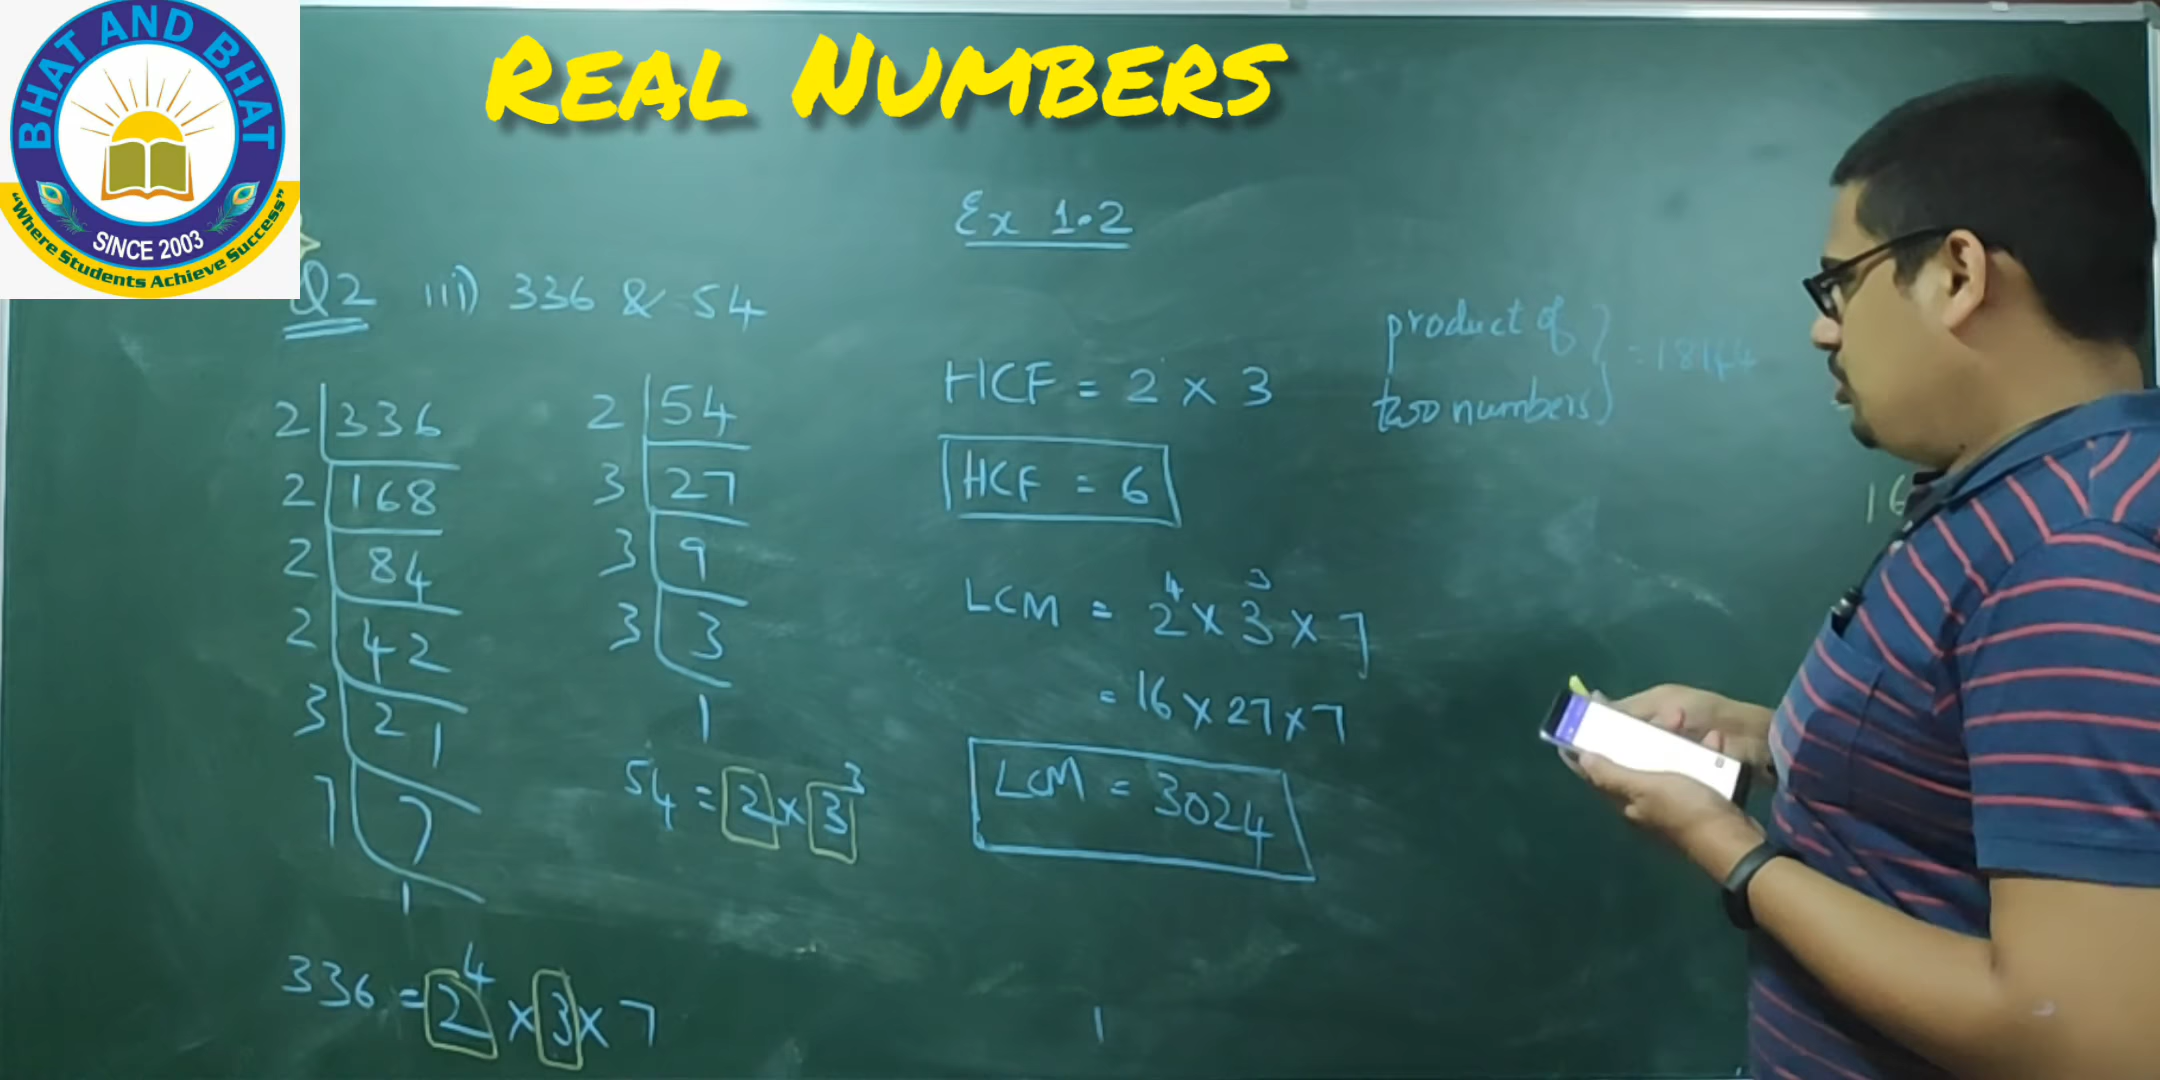 BHAT AND BHAT
SINCE 2003
"Where Students Achieve Success"
REAL NUMBERS
Ex 1.2
Q2 iii) 336 & 54
2 | 336
2 | 168
2 | 84
2 | 42
3 | 21
7 | 7
1
336 = 2⁴ × 3 × 7
2 | 54
3 | 27
3 | 9
3 | 3
1
54 = 2 × 3³
HCF = 2 × 3
HCF = 6
LCM = 2⁴ × 3³ × 7
= 16 × 27 × 7
LCM = 3024
product of
two numbers } = 18144
16
1